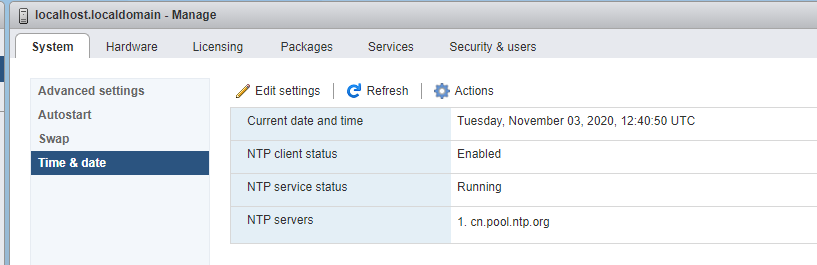 localhost.localdomain - Manage
System Hardware Licensing Packages Services Security & users
Advanced settings
Autostart
Swap
Time & date
Edit settings Refresh Actions
Current date and time Tuesday, November 03, 2020, 12:40:50 UTC
NTP client status Enabled
NTP service status Running
NTP servers 1. cn.pool.ntp.org